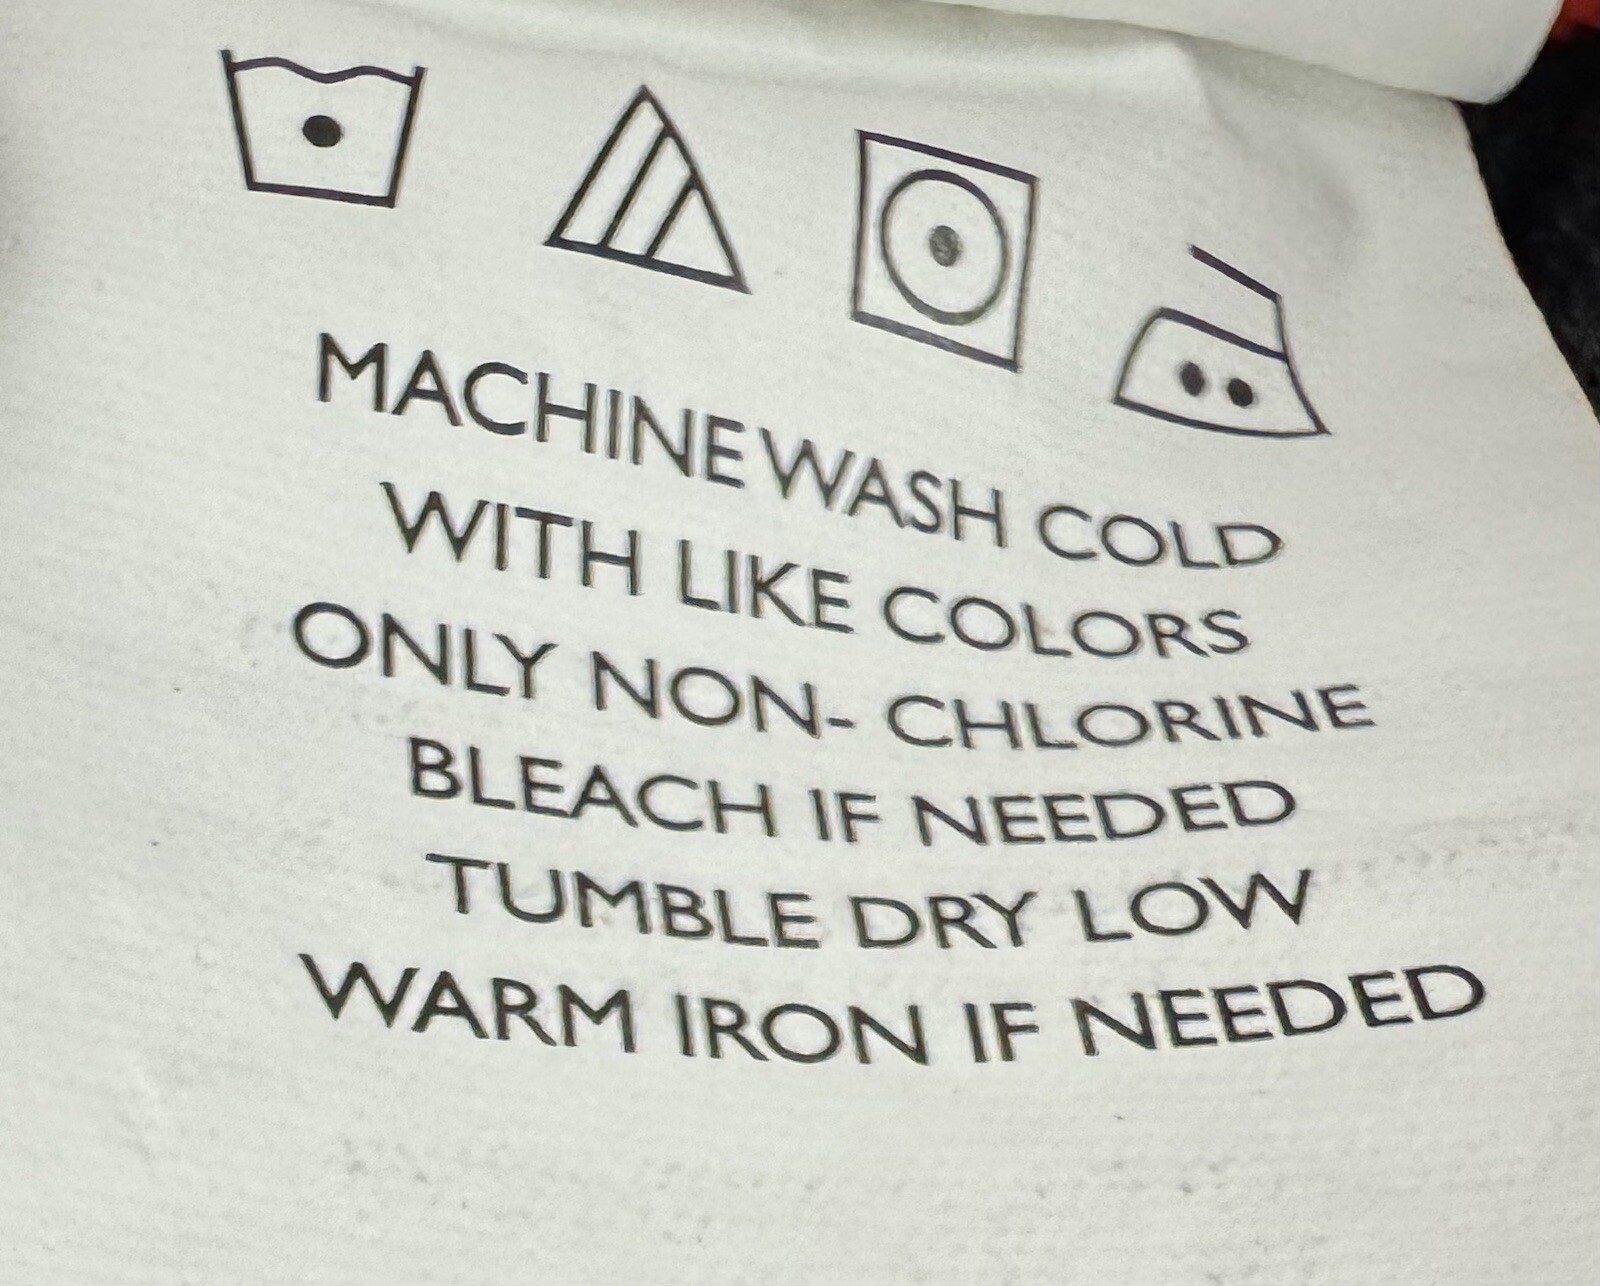 MACHINE WASH COLD
WITH LIKE COLORS
ONLY NON- CHLORINE
BLEACH IF NEEDED
TUMBLE DRY LOW
WARM IRON IF NEEDED